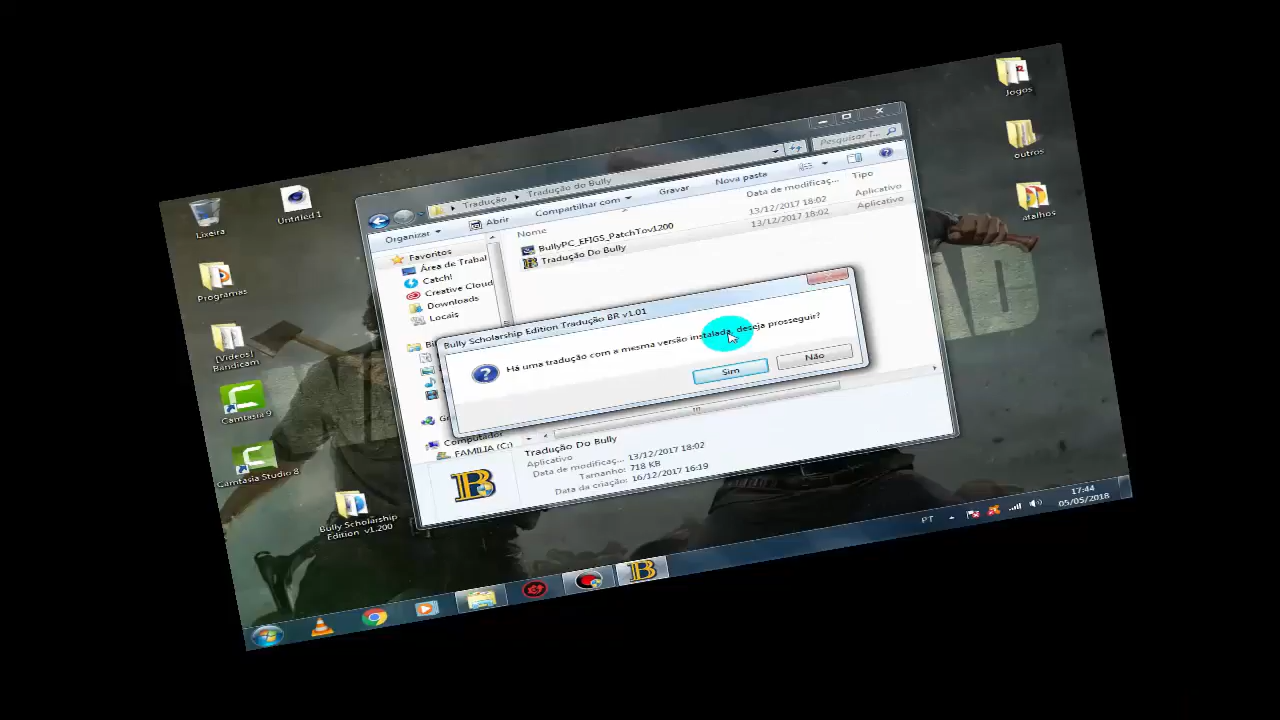 Jogos
outros
atalhos
Lixeira
Untitled.1
Programas
[Videos]
Bandicam
Camtasia 9
Camtasia Studio 8
Bully Scholarship
Edition v1.200
Tradução ▸ Tradução do Bully
Pesquisar T...
Organizar
Abrir
Compartilhar com
Gravar
Nova pasta
Nome
Data de modificaç...
Tipo
BullyPC_EFIGS_PatchTov1200
13/12/2017 18:02
Aplicativo
Tradução Do Bully
13/12/2017 18:02
Aplicativo
Favoritos
Área de Trabal
Catch!
Creative Cloud
Downloads
Locais
Computador
FAMILIA (C:)
Bully Scholarship Edition Tradução BR v1.01
Há uma tradução com a mesma versão instalada, deseja prosseguir?
Sim
Não
Tradução Do Bully
Aplicativo
Data de modificaç... 13/12/2017 18:02
Tamanho: 718 KB
Data da criação: 16/12/2017 16:19
PT
17:44
05/05/2018